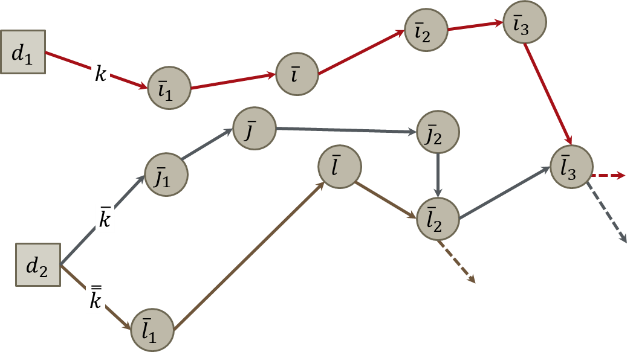 d₁
k
ῑ₁
ῑ
ῑ₂
ῑ₃
j̄₁
j̄
j̄₂
l̄
l̄₂
l̄₃
k̄
d₂
k̿
l̄₁